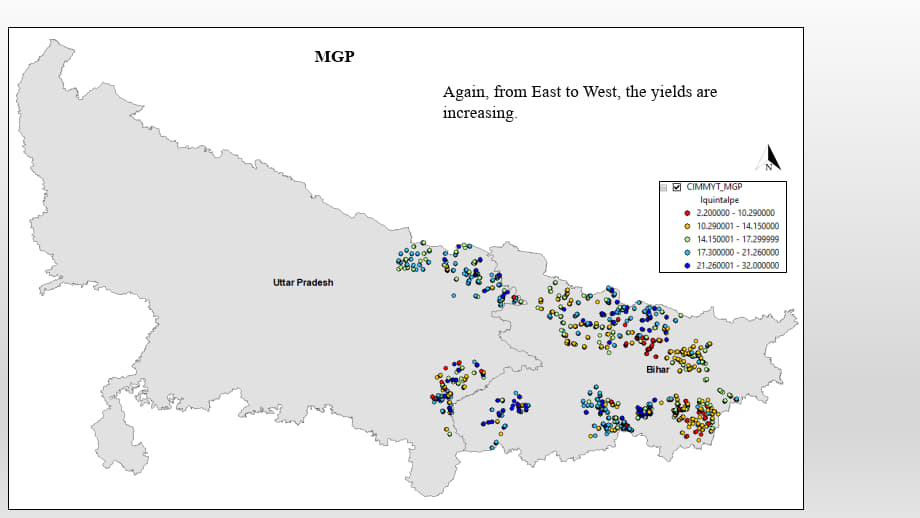 MGP
Again, from East to West, the yields are
increasing.
N
CIMMYT_MGP
Iquintalpe
2.200000 - 10.290000
10.290001 - 14.150000
14.150001 - 17.299999
17.300000 - 21.260000
21.260001 - 32.000000
Uttar Pradesh
Bihar